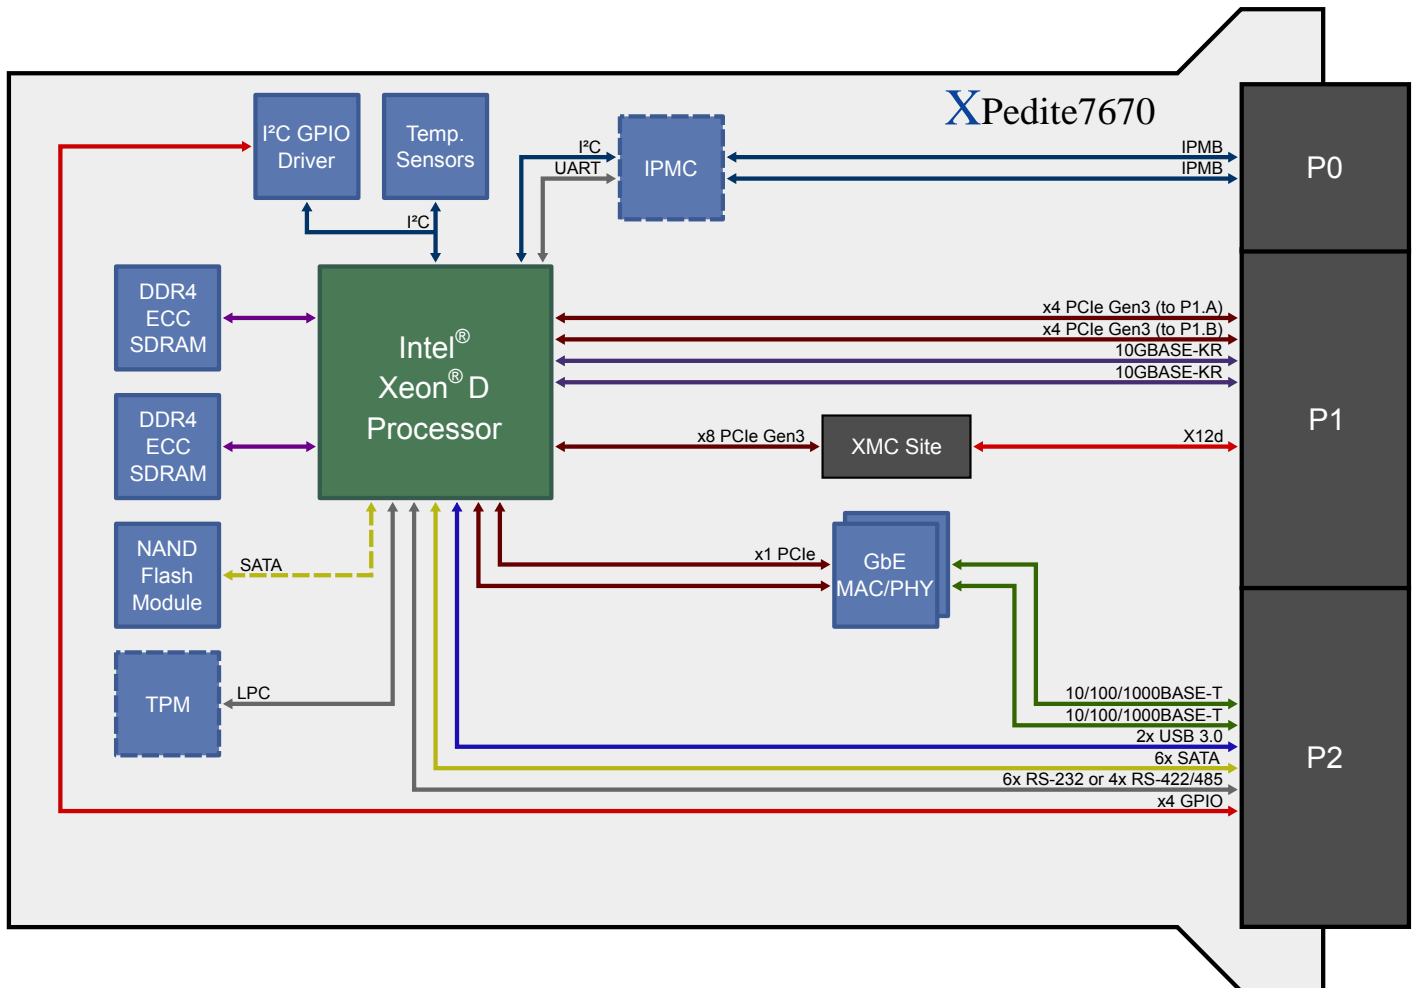 XPedite7670
I²C GPIO
Driver
Temp.
Sensors
I²C
UART
IPMC
IPMB
IPMB
P0
I²C
DDR4
ECC
SDRAM
Intel®
Xeon® D
Processor
x4 PCIe Gen3 (to P1.A)
x4 PCIe Gen3 (to P1.B)
10GBASE-KR
10GBASE-KR
P1
DDR4
ECC
SDRAM
x8 PCIe Gen3
XMC Site
X12d
NAND
Flash
Module
SATA
x1 PCIe
GbE
MAC/PHY
TPM
LPC
10/100/1000BASE-T
10/100/1000BASE-T
2x USB 3.0
6x SATA
6x RS-232 or 4x RS-422/485
x4 GPIO
P2